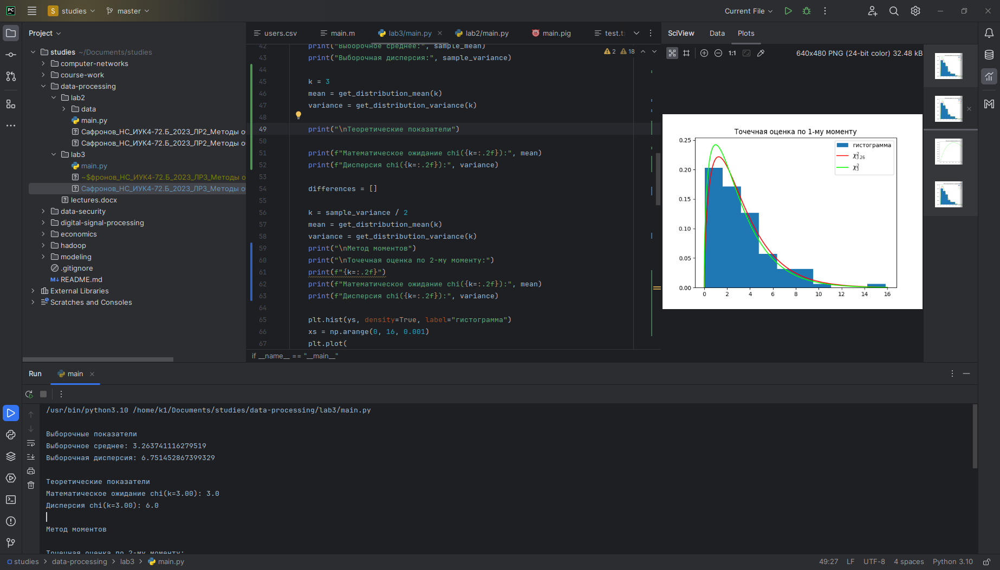 PC
S studies
master
Current File
Project
studies ~/Documents/studies
computer-networks
course-work
data-processing
lab2
data
main.py
Сафронов_НС_ИУК4-72.Б_2023_ЛР2_Методы о
Сафронов_НС_ИУК4-72.Б_2023_ЛР2_Методы о
lab3
main.py
~$фронов_НС_ИУК4-72.Б_2023_ЛР3_Методы о
Сафронов_НС_ИУК4-72.Б_2023_ЛР3_Методы о
lectures.docx
data-security
digital-signal-processing
economics
hadoop
modeling
.gitignore
M↓ README.md
External Libraries
Scratches and Consoles
users.csv
main.m
lab3/main.py
lab2/main.py
main.pig
test.t
2 18
42 print("Выборочное среднее:", sample_mean)
43 print("Выборочная дисперсия:", sample_variance)
44
45 k = 3
46 mean = get_distribution_mean(k)
47 variance = get_distribution_variance(k)
48
49 print("\nТеоретические показатели")
50
51 print(f"Математическое ожидание chi({k=:.2f}):", mean)
52 print(f"Дисперсия chi({k=:.2f}):", variance)
53
54 differences = []
55
56 k = sample_variance / 2
57 mean = get_distribution_mean(k)
58 variance = get_distribution_variance(k)
59 print("\nМетод моментов")
60 print("\nТочечная оценка по 2-му моменту:")
61 print(f"{k=:.2f}")
62 print(f"Математическое ожидание chi({k=:.2f}):", mean)
63 print(f"Дисперсия chi({k=:.2f}):", variance)
64
65 plt.hist(ys, density=True, label="гистограмма")
66 xs = np.arange(0, 16, 0.001)
67 plt.plot(
if __name__ == "__main__"
SciView
Data
Plots
1:1
640x480 PNG (24-bit color) 32.48 kB
Точечная оценка по 1-му моменту
гистограмма
χ²3.26
χ²3
0.25
0.20
0.15
0.10
0.05
0.00
0 2 4 6 8 10 12 14 16
Run
main
/usr/bin/python3.10 /home/k1/Documents/studies/data-processing/lab3/main.py
Выборочные показатели
Выборочное среднее: 3.263741116279519
Выборочная дисперсия: 6.751452867399329
Теоретические показатели
Математическое ожидание chi(k=3.00): 3.0
Дисперсия chi(k=3.00): 6.0
Метод моментов
Точечная оценка по 2-му моменту:
studies > data-processing > lab3 > main.py
49:27 LF UTF-8 4 spaces Python 3.10